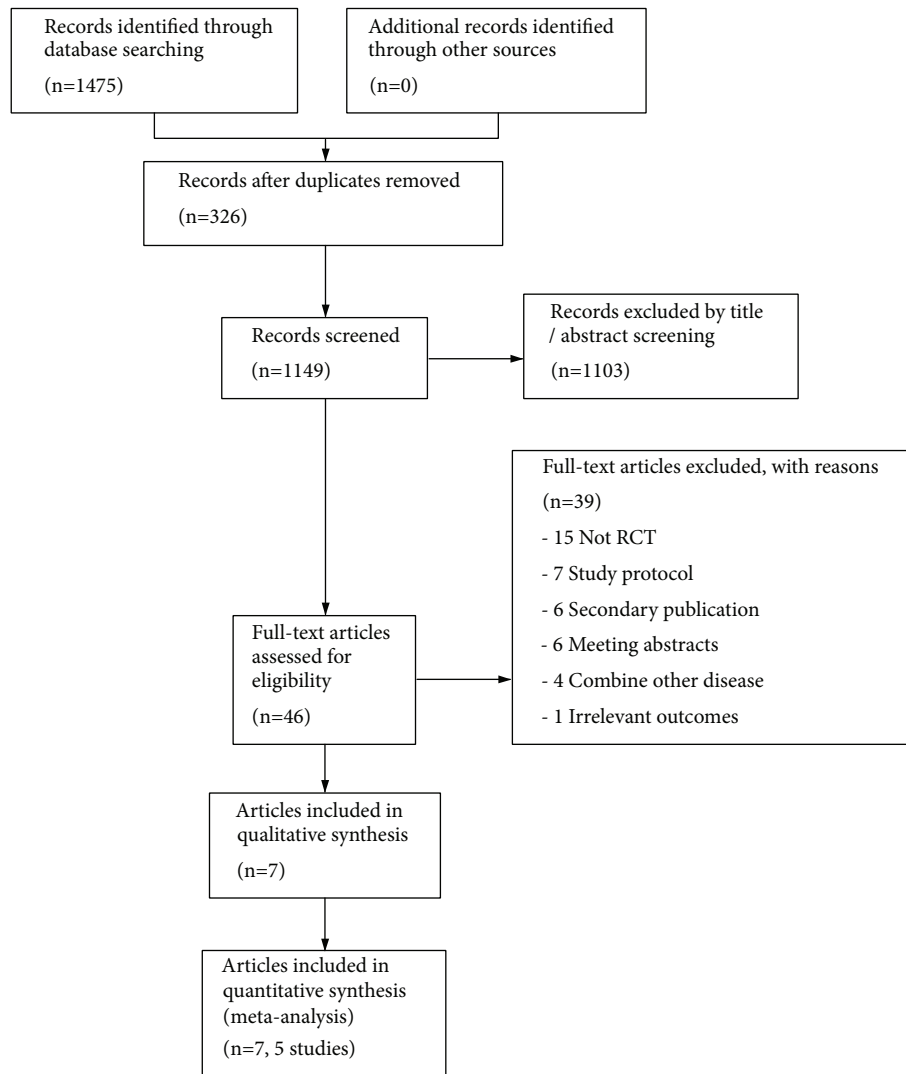 Records identified through
database searching
(n=1475)
Additional records identified
through other sources
(n=0)
Records after duplicates removed
(n=326)
Records screened
(n=1149)
Records excluded by title
/ abstract screening
(n=1103)
Full-text articles
assessed for
eligibility
(n=46)
Full-text articles excluded, with reasons
(n=39)
- 15 Not RCT
- 7 Study protocol
- 6 Secondary publication
- 6 Meeting abstracts
- 4 Combine other disease
- 1 Irrelevant outcomes
Articles included in
qualitative synthesis
(n=7)
Articles included in
quantitative synthesis
(meta-analysis)
(n=7, 5 studies)